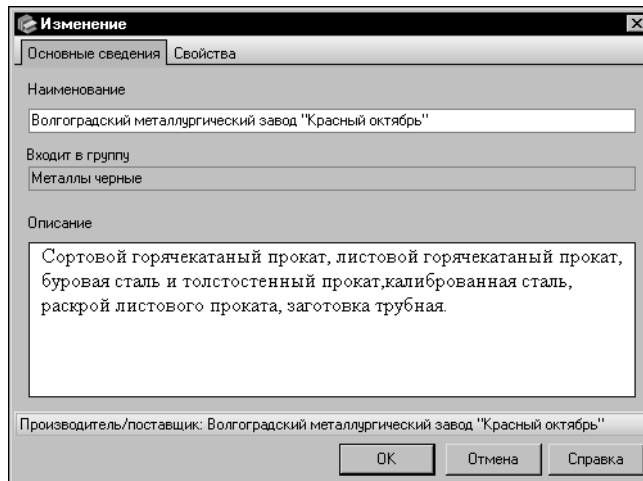 Изменение
Основные сведения Свойства
Наименование
Волгоградский металлургический завод "Красный октябрь"
Входит в группу
Металлы черные
Описание
Сортовой горячекатаный прокат, листовой горячекатаный прокат,
буровая сталь и толстостенный прокат,калиброванная сталь,
раскрой листового проката, заготовка трубная.
Производитель/поставщик: Волгоградский металлургический завод "Красный октябрь"
ОК Отмена Справка